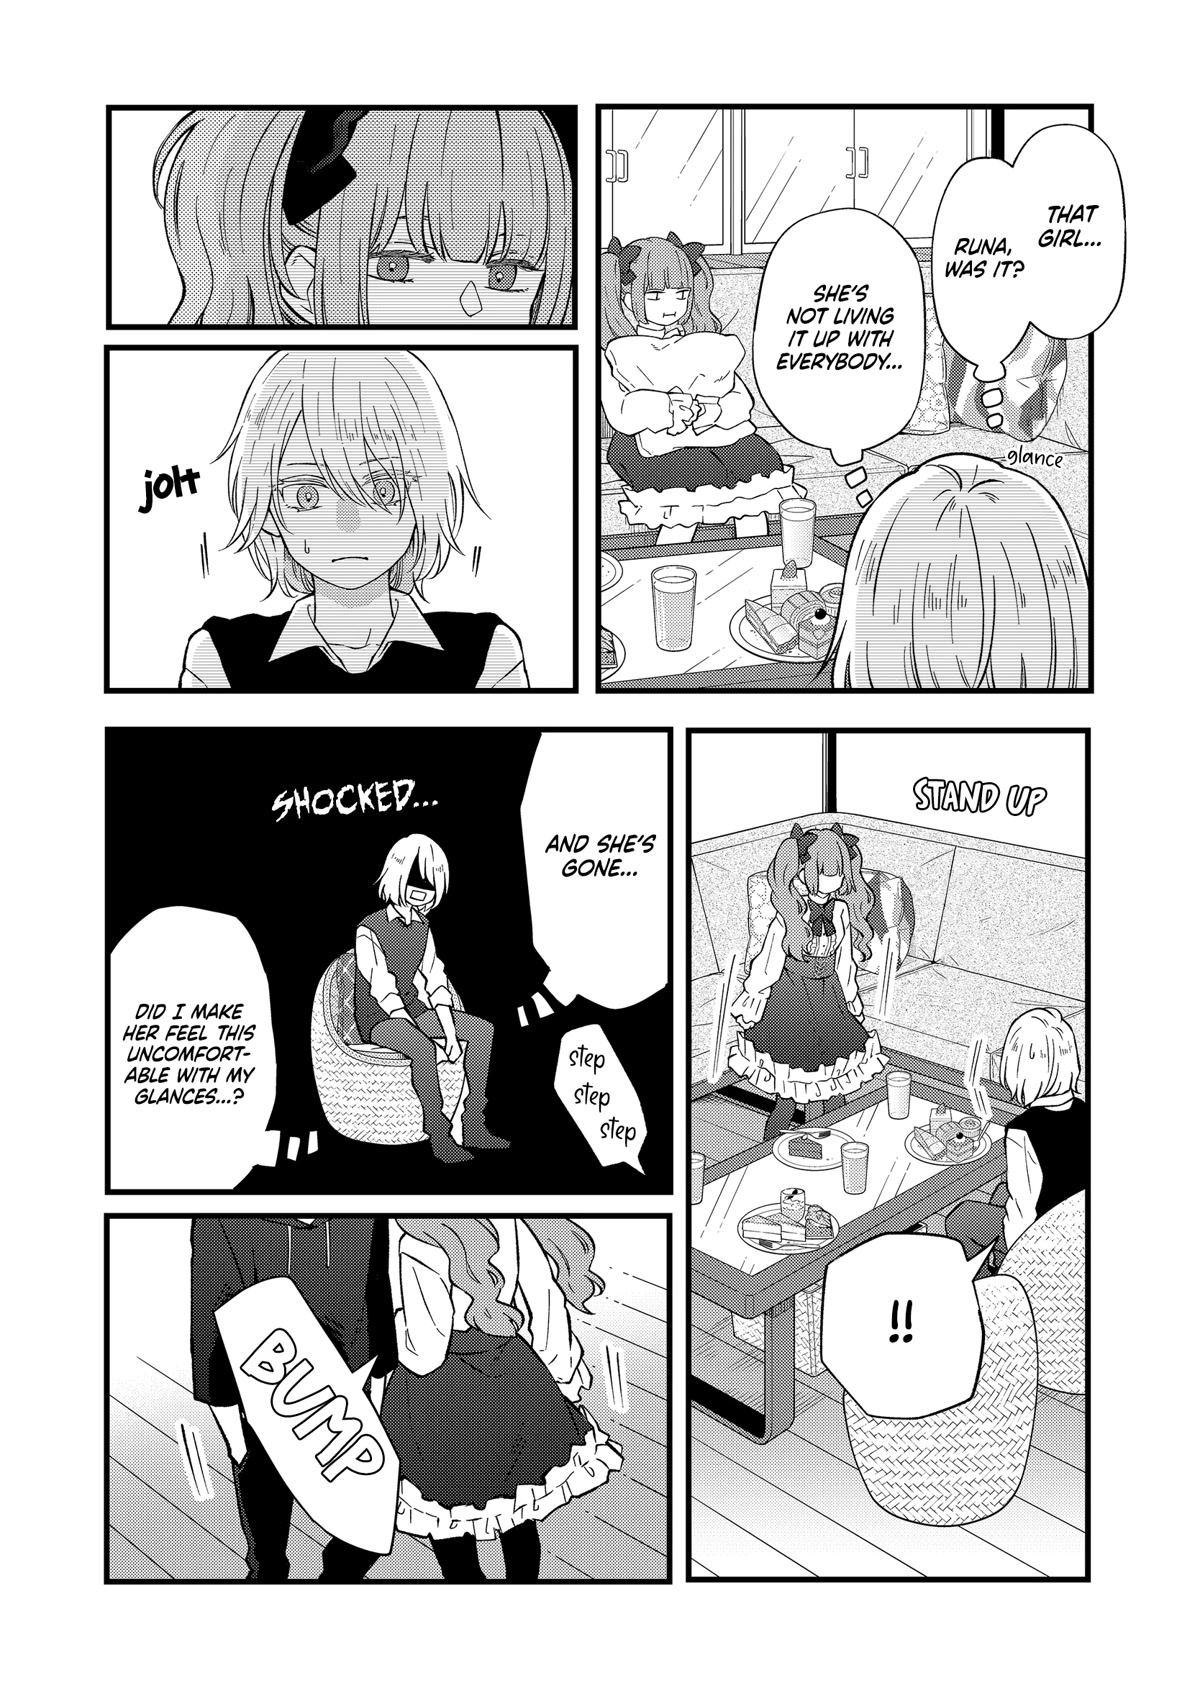 THAT
GIRL...
RUNA,
WAS IT?
glance
SHE'S
NOT LIVING
IT UP WITH
EVERYBODY...
jolt
STAND UP
!!
AND SHE'S
GONE...
SHOCKED...
step
step
step
DID I MAKE
HER FEEL THIS
UNCOMFORT-
ABLE WITH MY
GLANCES...?
BUMP